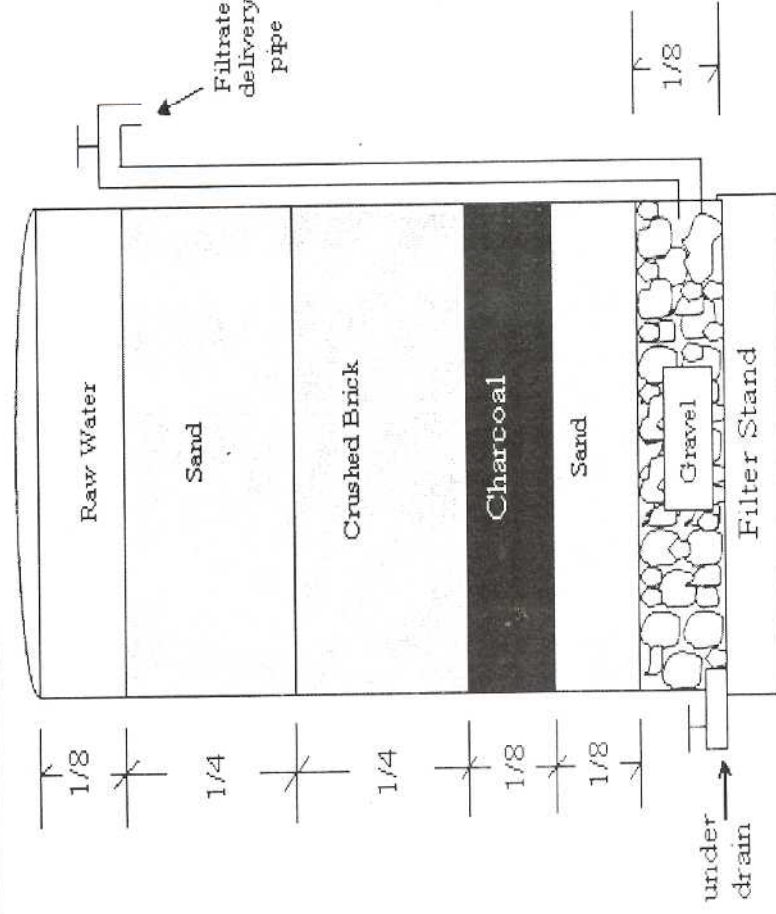 Filtrate
delivery
pipe
1/8
Raw Water
1/4
Sand
1/4
Crushed Brick
1/8
Charcoal
1/8
Sand
1/8
Gravel
under
drain
Filter Stand